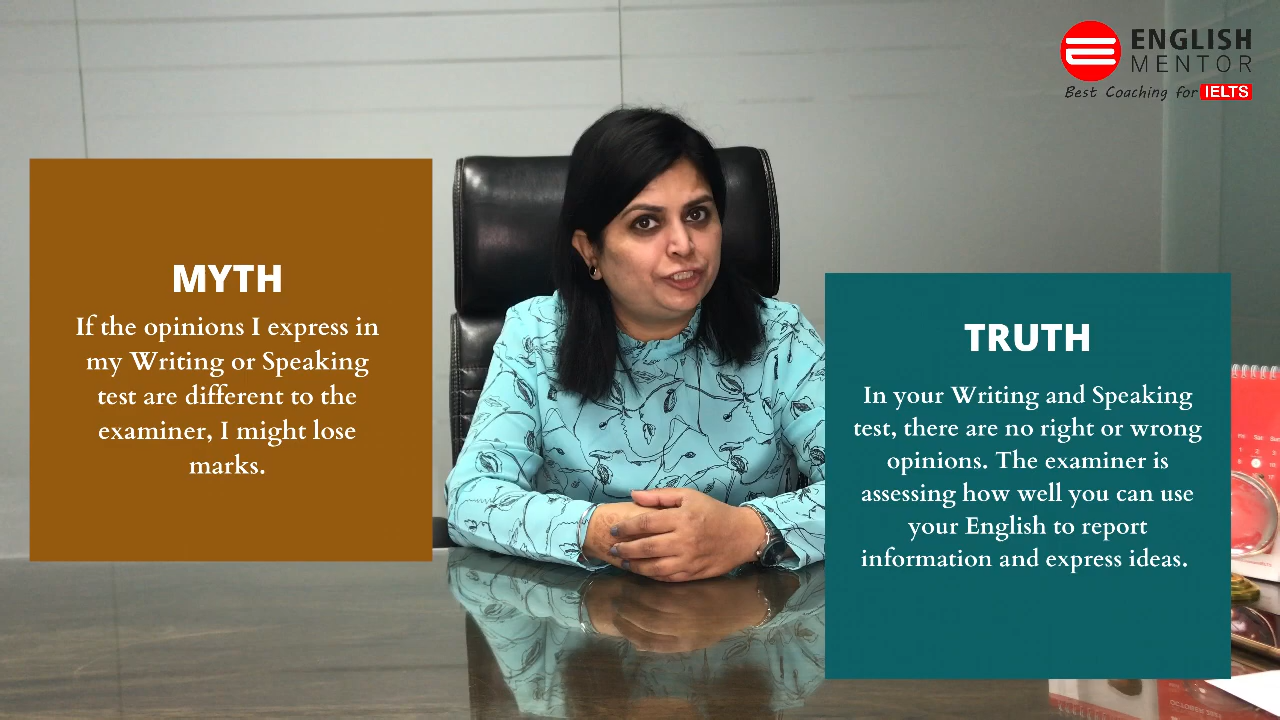 ENGLISH
MENTOR
Best Coaching for IELTS
MYTH
If the opinions I express in
my Writing or Speaking
test are different to the
examiner, I might lose
marks.
TRUTH
In your Writing and Speaking
test, there are no right or wrong
opinions. The examiner is
assessing how well you can use
your English to report
information and express ideas.